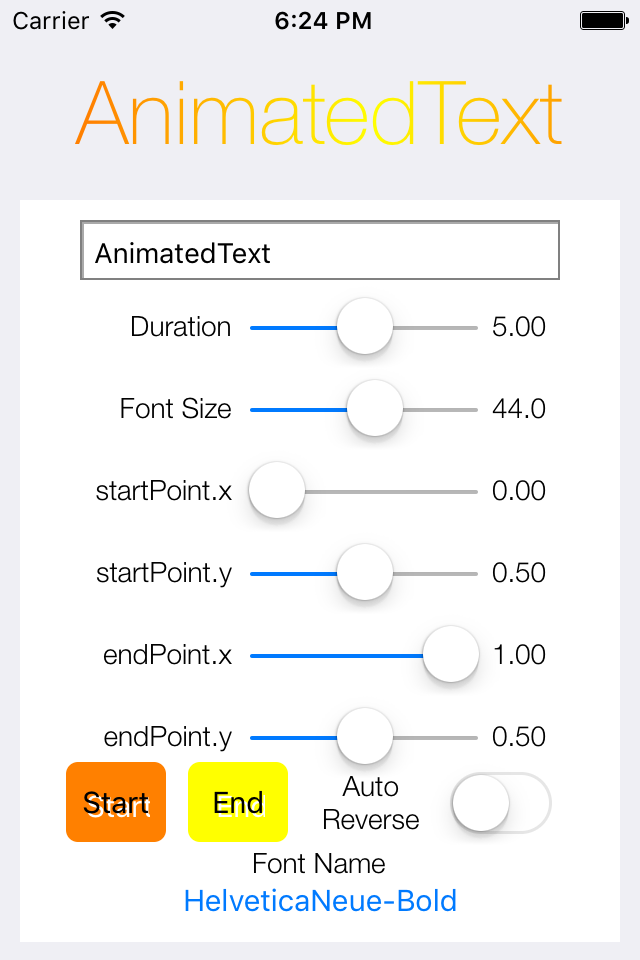 Carrier 6:24 PM
AnimatedText
AnimatedText
Duration 5.00
Font Size 44.0
startPoint.x 0.00
startPoint.y 0.50
endPoint.x 1.00
endPoint.y 0.50
Start End Auto
Reverse
Font Name
HelveticaNeue-Bold